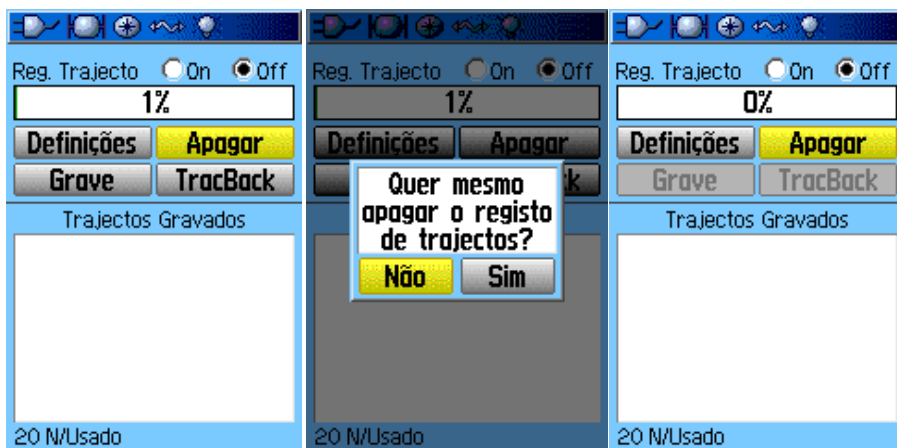 Reg. Trajecto On Off
1%
Definições Apagar
Grave TracBack
Trajectos Gravados
20 N/Usado
Reg. Trajecto On Off
1%
Definições Apagar
k
Quer mesmo
apagar o registo
de trajectos?
Não Sim
20 N/Usado
Reg. Trajecto On Off
0%
Definições Apagar
Grave TracBack
Trajectos Gravados
20 N/Usado